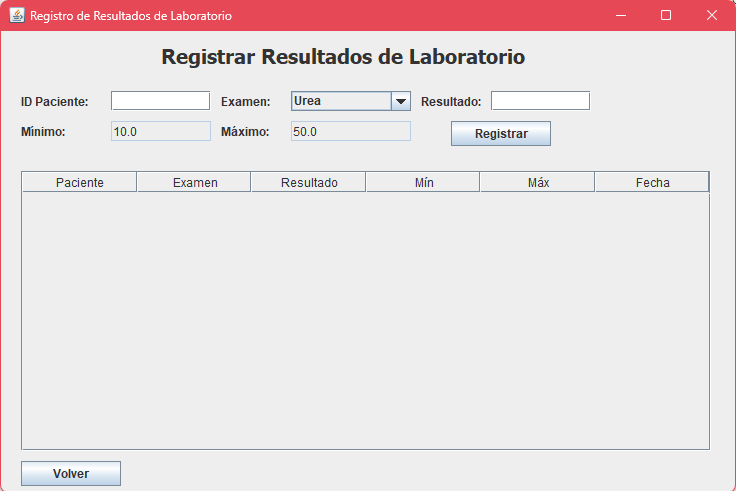 Registro de Resultados de Laboratorio
Registrar Resultados de Laboratorio
ID Paciente: Examen: Urea Resultado:
Mínimo: 10.0 Máximo: 50.0 Registrar
Paciente Examen Resultado Mín Máx Fecha
Volver